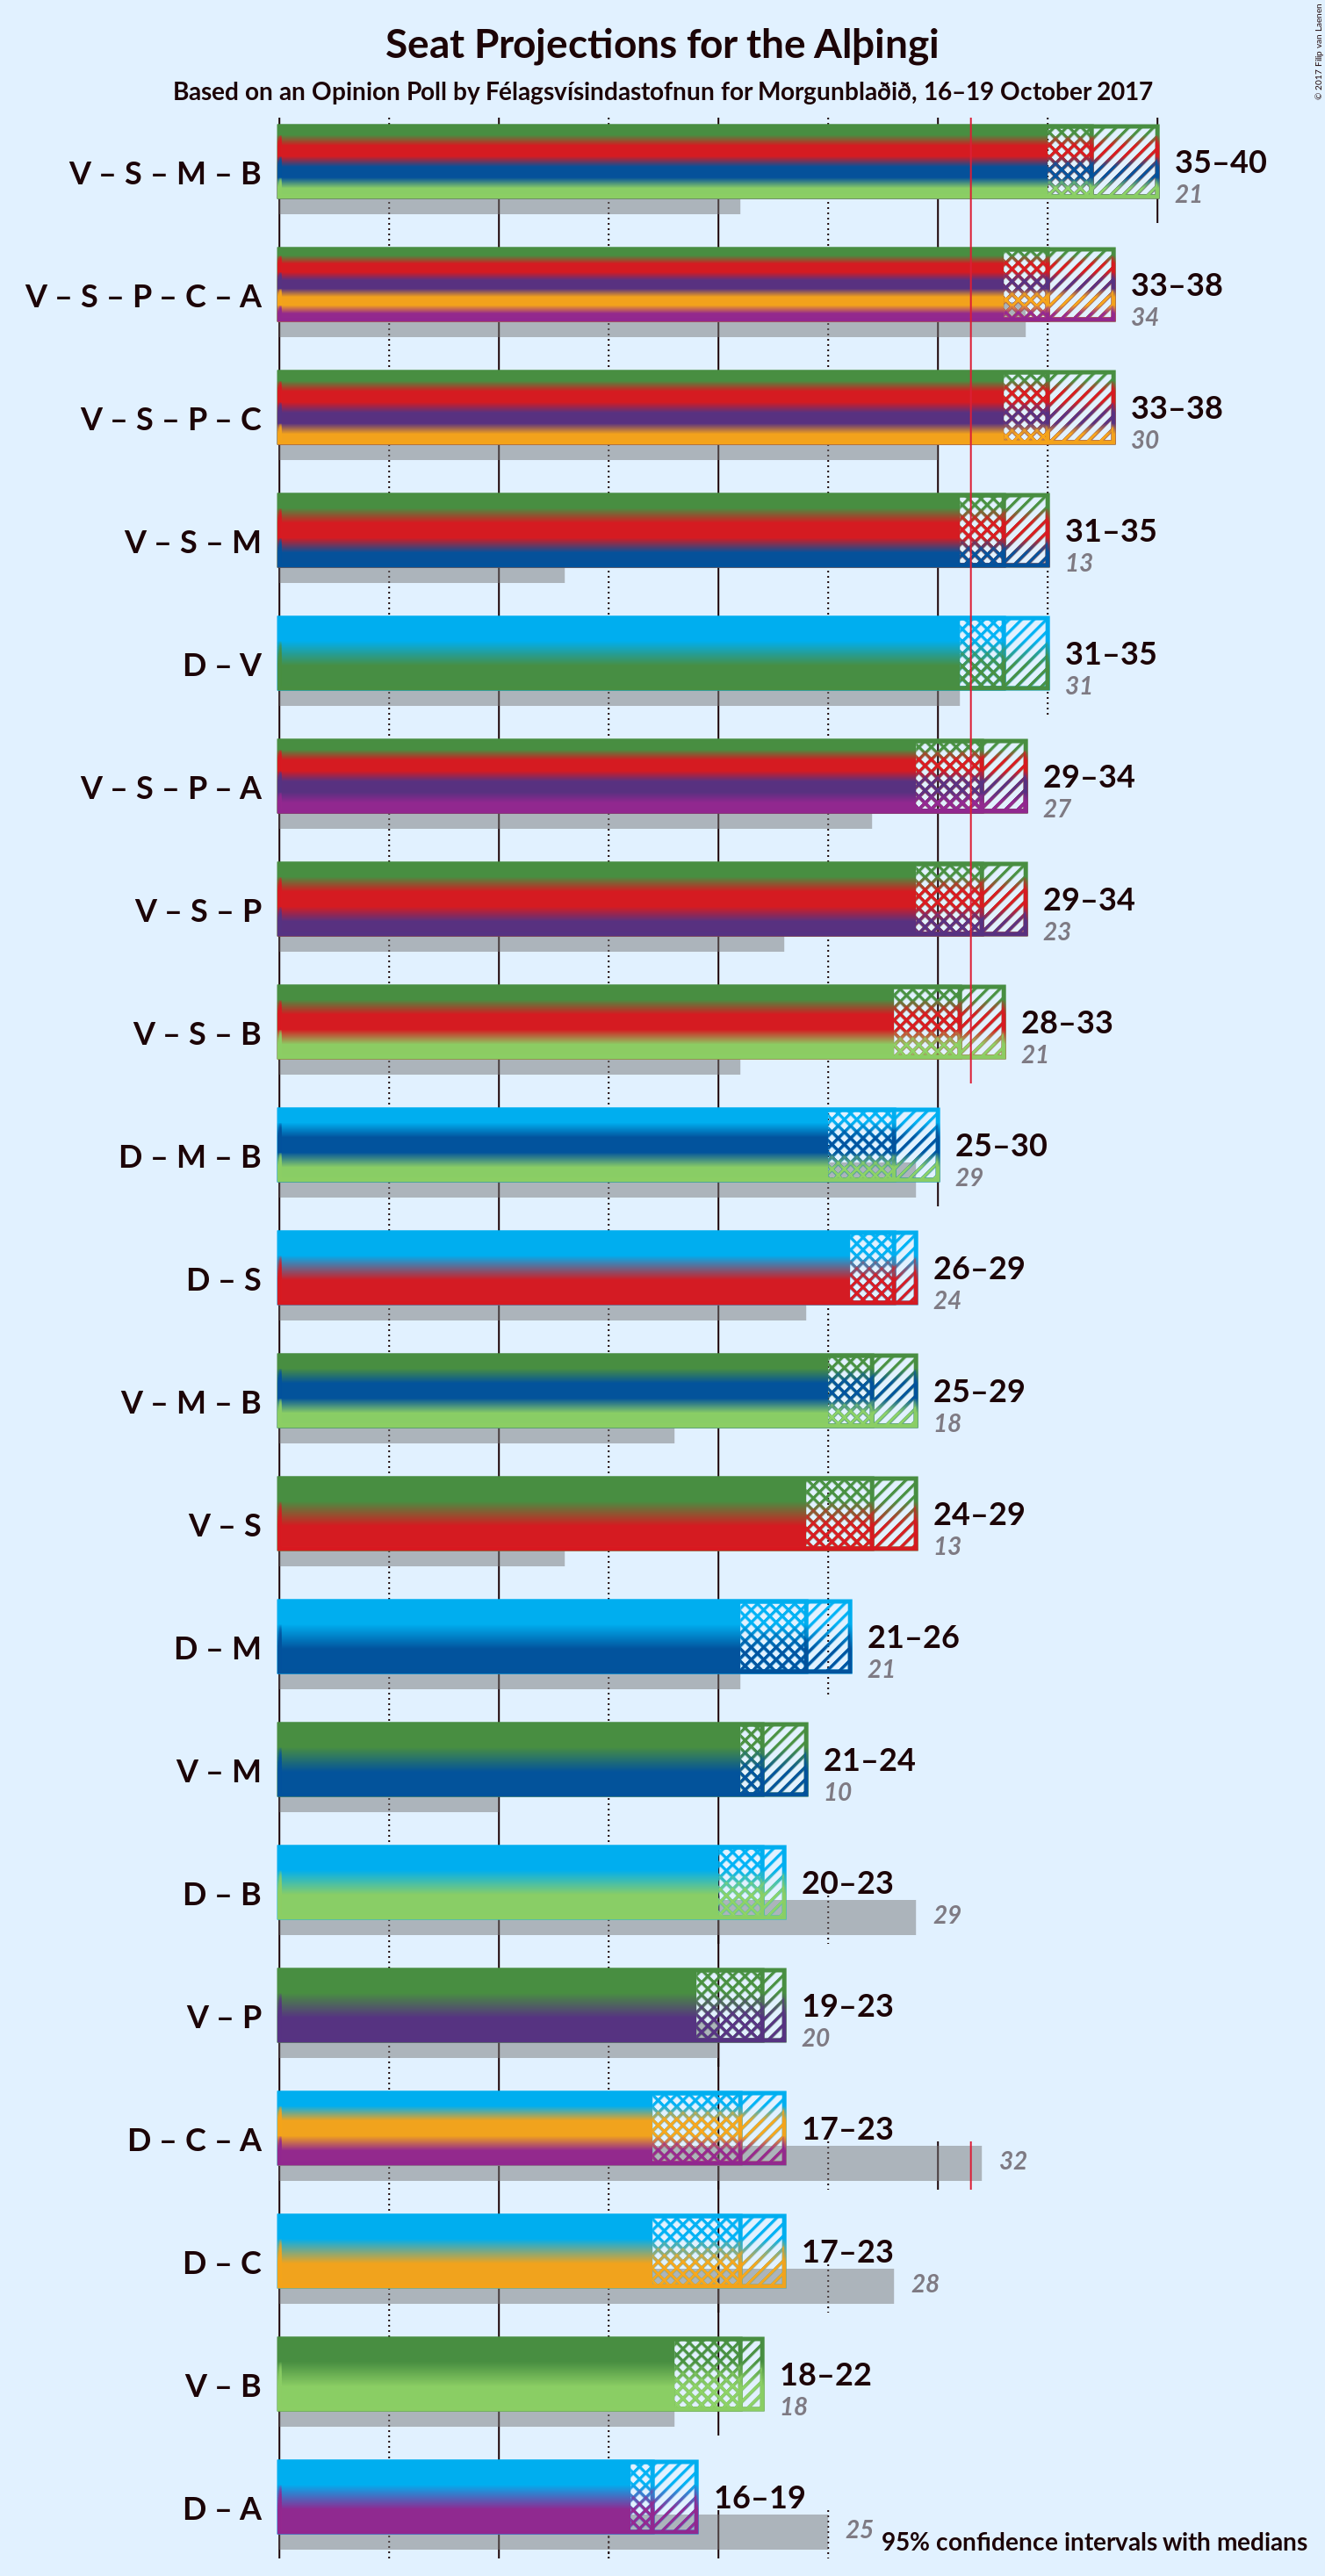 Seat Projections for the Alþingi
Based on an Opinion Poll by Félagsvísindastofnun for Morgunblaðið, 16–19 October 2017
© 2017 Filip van Laenen
V – S – M – B
35–40
21
V – S – P – C – A
33–38
34
V – S – P – C
33–38
30
V – S – M
31–35
13
D – V
31–35
31
V – S – P – A
29–34
27
V – S – P
29–34
23
V – S – B
28–33
21
D – M – B
25–30
29
D – S
26–29
24
V – M – B
25–29
18
V – S
24–29
13
D – M
21–26
21
V – M
21–24
10
D – B
20–23
29
V – P
19–23
20
D – C – A
17–23
32
D – C
17–23
28
V – B
18–22
18
D – A
16–19
25
95% confidence intervals with medians